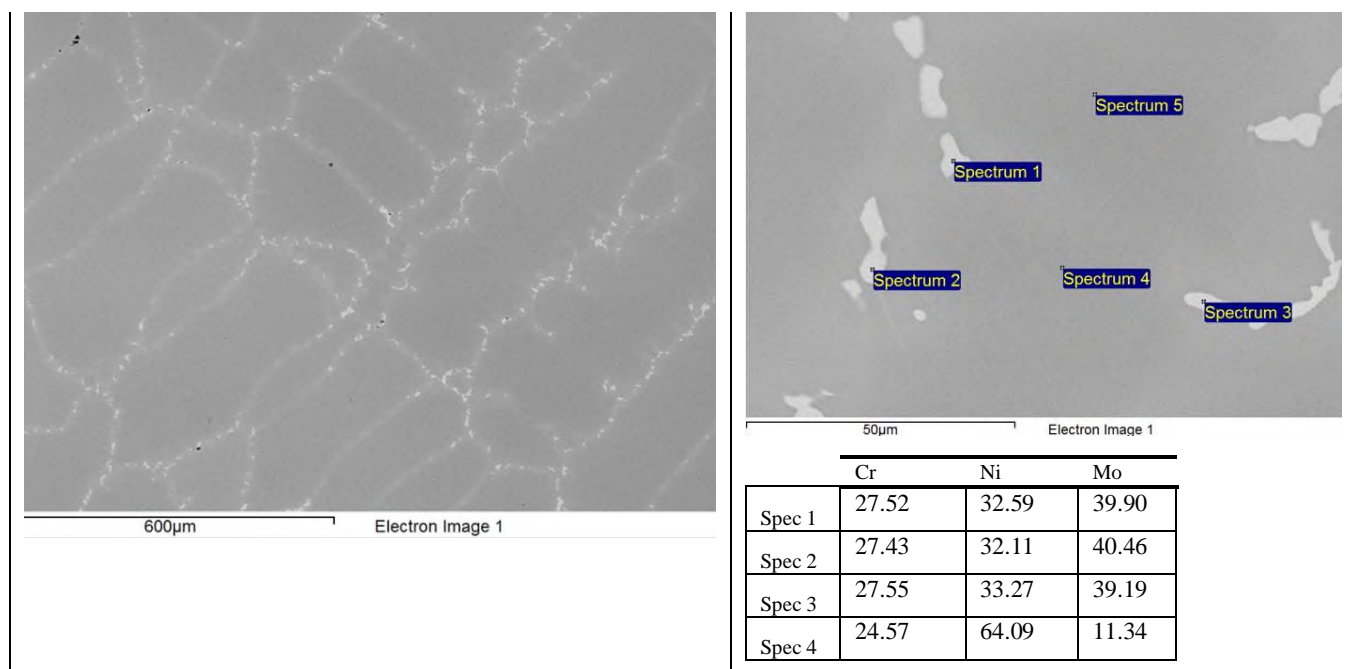 600µm Electron Image 1
Spectrum 5
Spectrum 1
Spectrum 2 Spectrum 4
Spectrum 3
50µm Electron Image 1
Cr Ni Mo
Spec 1 27.52 32.59 39.90
Spec 2 27.43 32.11 40.46
Spec 3 27.55 33.27 39.19
Spec 4 24.57 64.09 11.34